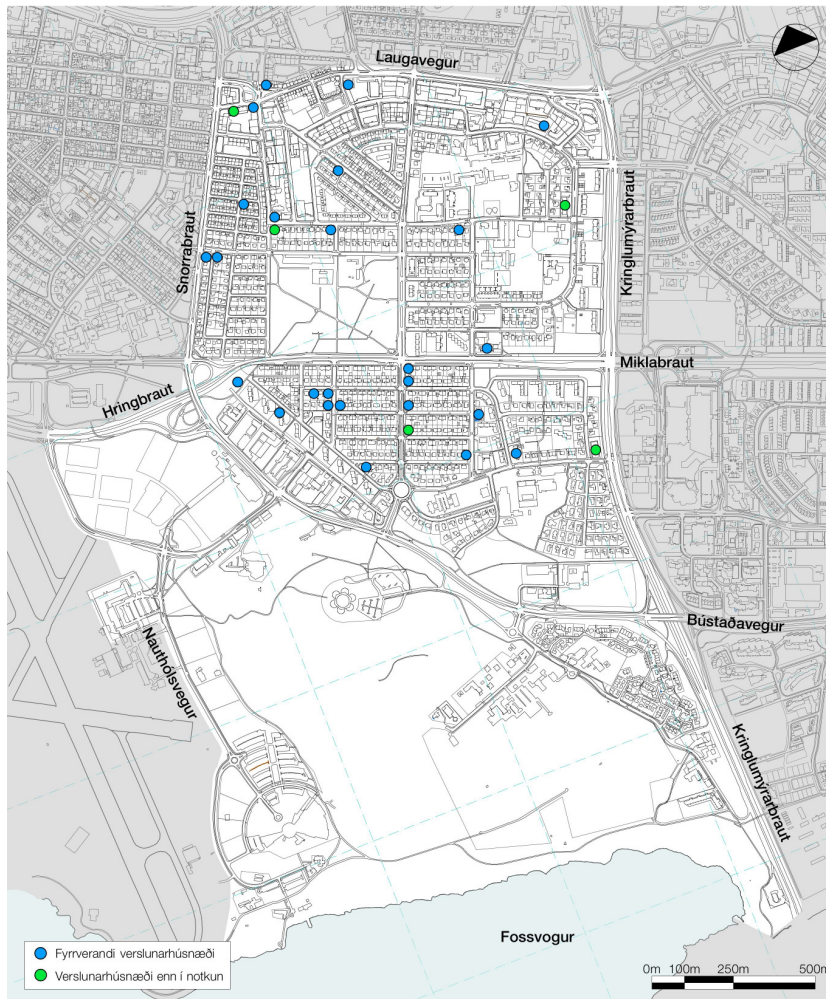 Laugavegur
Snorrabraut
Kringlumýrarbraut
Hringbraut
Miklabraut
Bústaðavegur
Nauthólsvegur
Kringlumýrarbraut
Fossvogur
Fyrrverandi verslunarhúsnæði
Verslunarhúsnæði enn í notkun
0m 100m 250m 500m